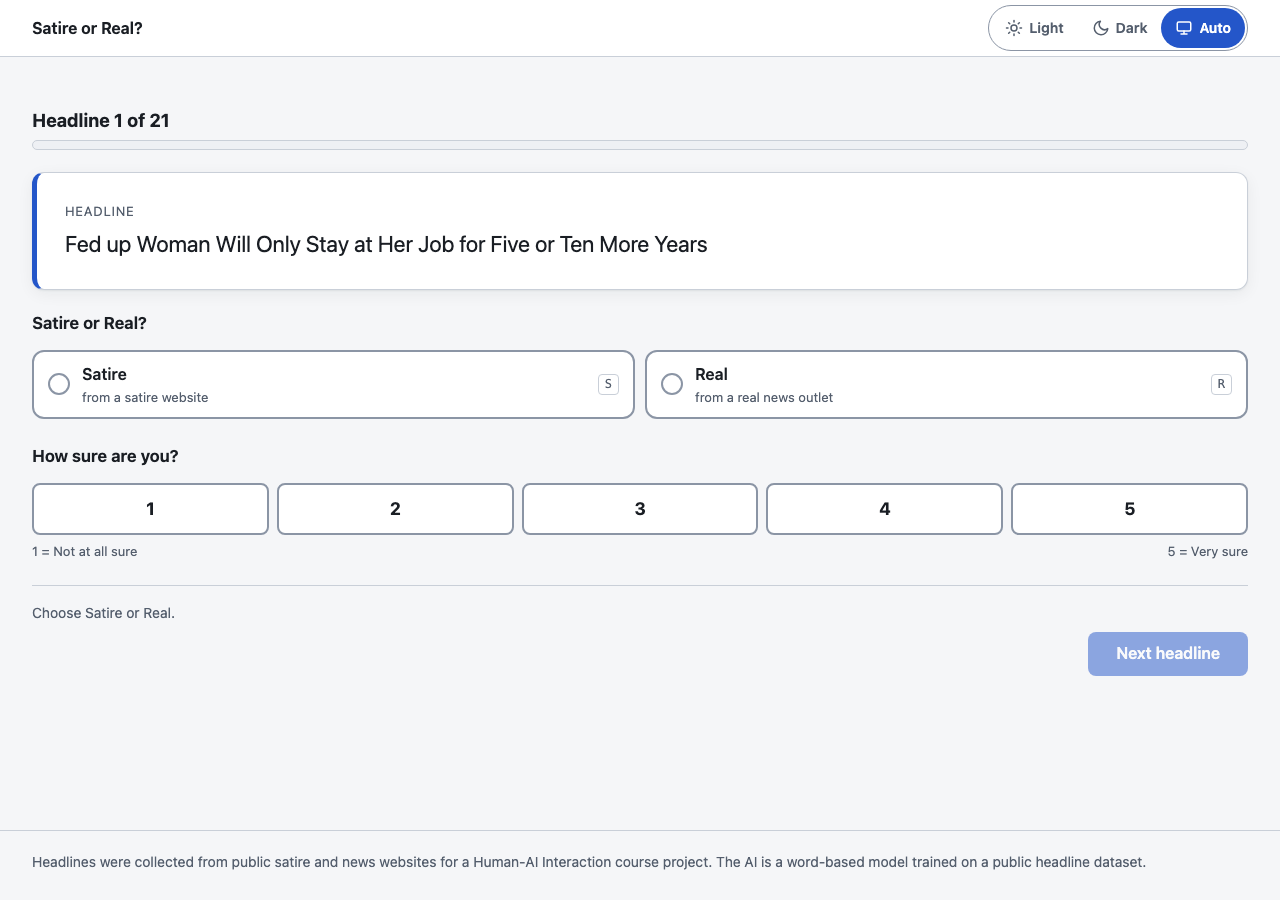 Satire or Real?
Light
Dark
Auto
Headline 1 of 21
HEADLINE
Fed up Woman Will Only Stay at Her Job for Five or Ten More Years
Satire or Real?
Satire
from a satire website
S
Real
from a real news outlet
R
How sure are you?
1
2
3
4
5
1 = Not at all sure
5 = Very sure
Choose Satire or Real.
Next headline
Headlines were collected from public satire and news websites for a Human-AI Interaction course project. The AI is a word-based model trained on a public headline dataset.